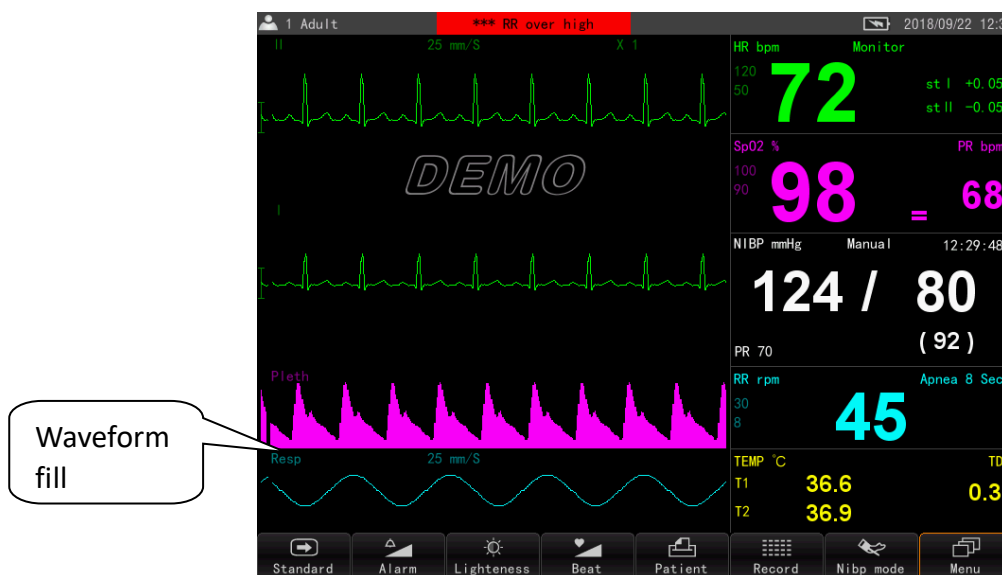 1 Adult *** RR over high 2018/09/22 12:3
II 25 mm/S X 1
HR bpm Monitor
120
50
72
st I +0.05
st II -0.05
DEMO
SpO2 % PR bpm
100
90
98 = 68
I
NIBP mmHg Manual 12:29:48
124 / 80
(92)
PR 70
Pleth
RR rpm Apnea 8 Sec
30
8
45
Waveform
fill
Resp 25 mm/S
TEMP °C TD
T1 36.6
0.3
T2 36.9
Standard Alarm Lighteness Beat Patient Record Nibp mode Menu